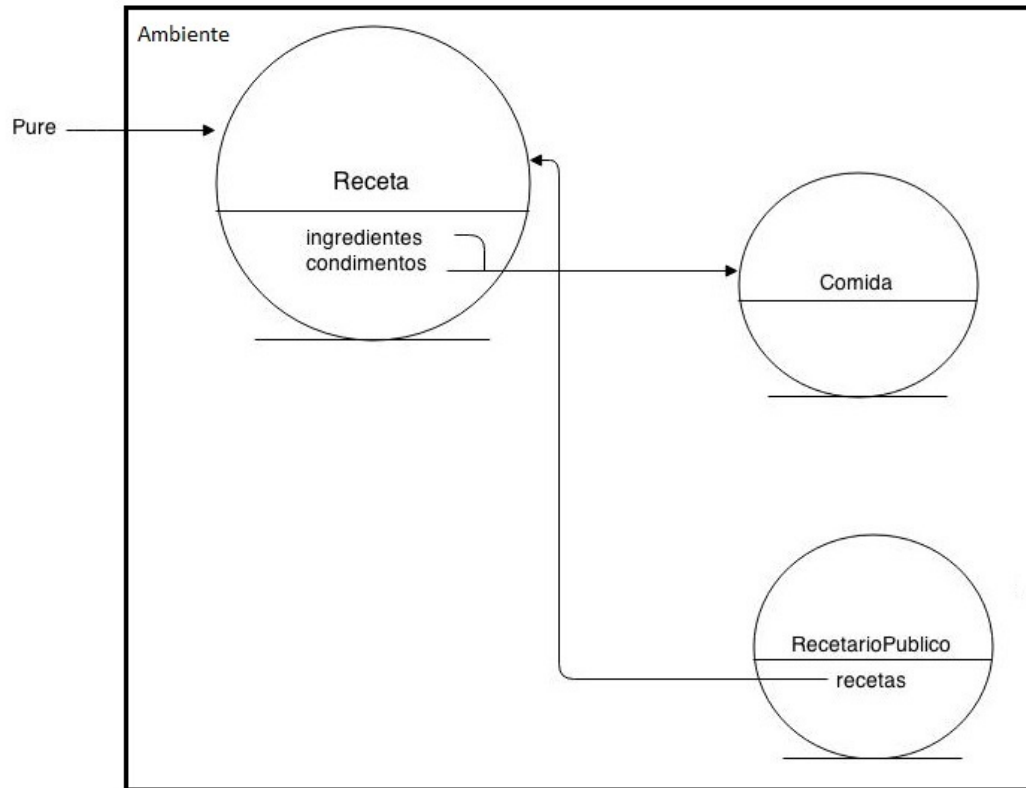 Ambiente
Pure
Receta
ingredientes
condimentos
Comida
RecetarioPublico
recetas